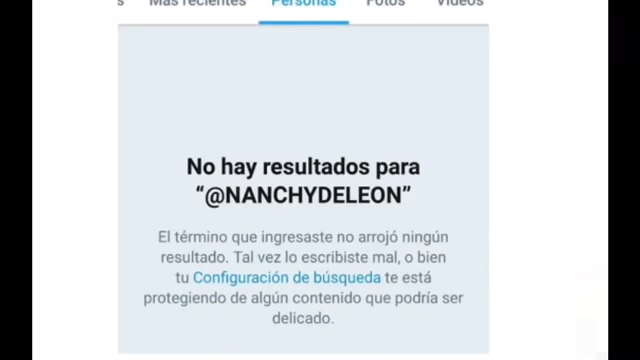 s Más recientes Personas Fotos Videos
No hay resultados para
“@NANCHYDELEON”
El término que ingresaste no arrojó ningún
resultado. Tal vez lo escribiste mal, o bien
tu Configuración de búsqueda te está
protegiendo de algún contenido que podría ser
delicado.